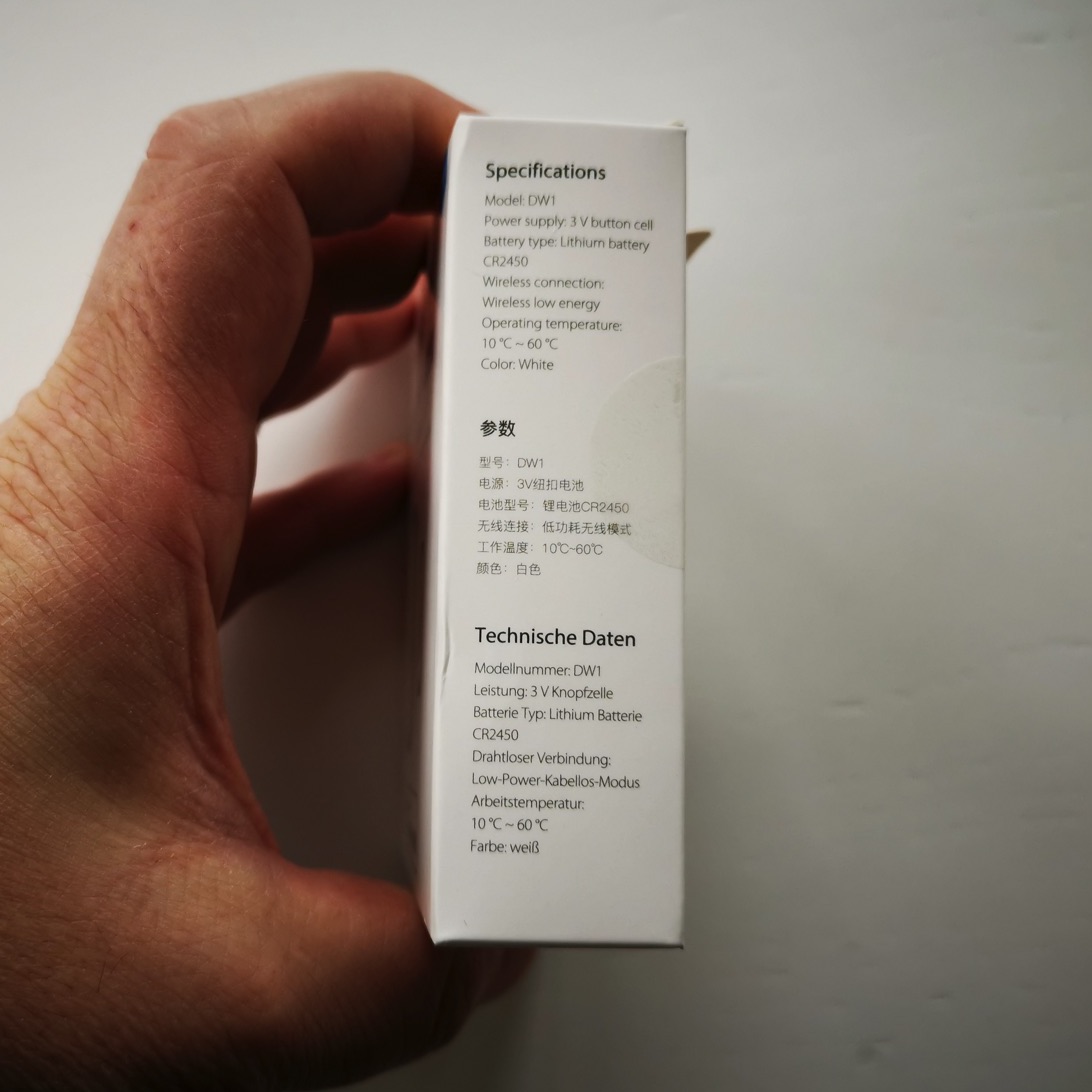 Specifications
Model: DW1
Power supply: 3 V button cell
Battery type: Lithium battery
CR2450
Wireless connection:
Wireless low energy
Operating temperature:
10 ℃ ~ 60 ℃
Color: White
参数
型号：DW1
电源：3V纽扣电池
电池型号：锂电池CR2450
无线连接：低功耗无线模式
工作温度：10℃~60℃
颜色：白色
Technische Daten
Modellnummer: DW1
Leistung: 3 V Knopfzelle
Batterie Typ: Lithium Batterie
CR2450
Drahtloser Verbindung:
Low-Power-Kabellos-Modus
Arbeitstemperatur:
10 ℃ ~ 60 ℃
Farbe: weiß